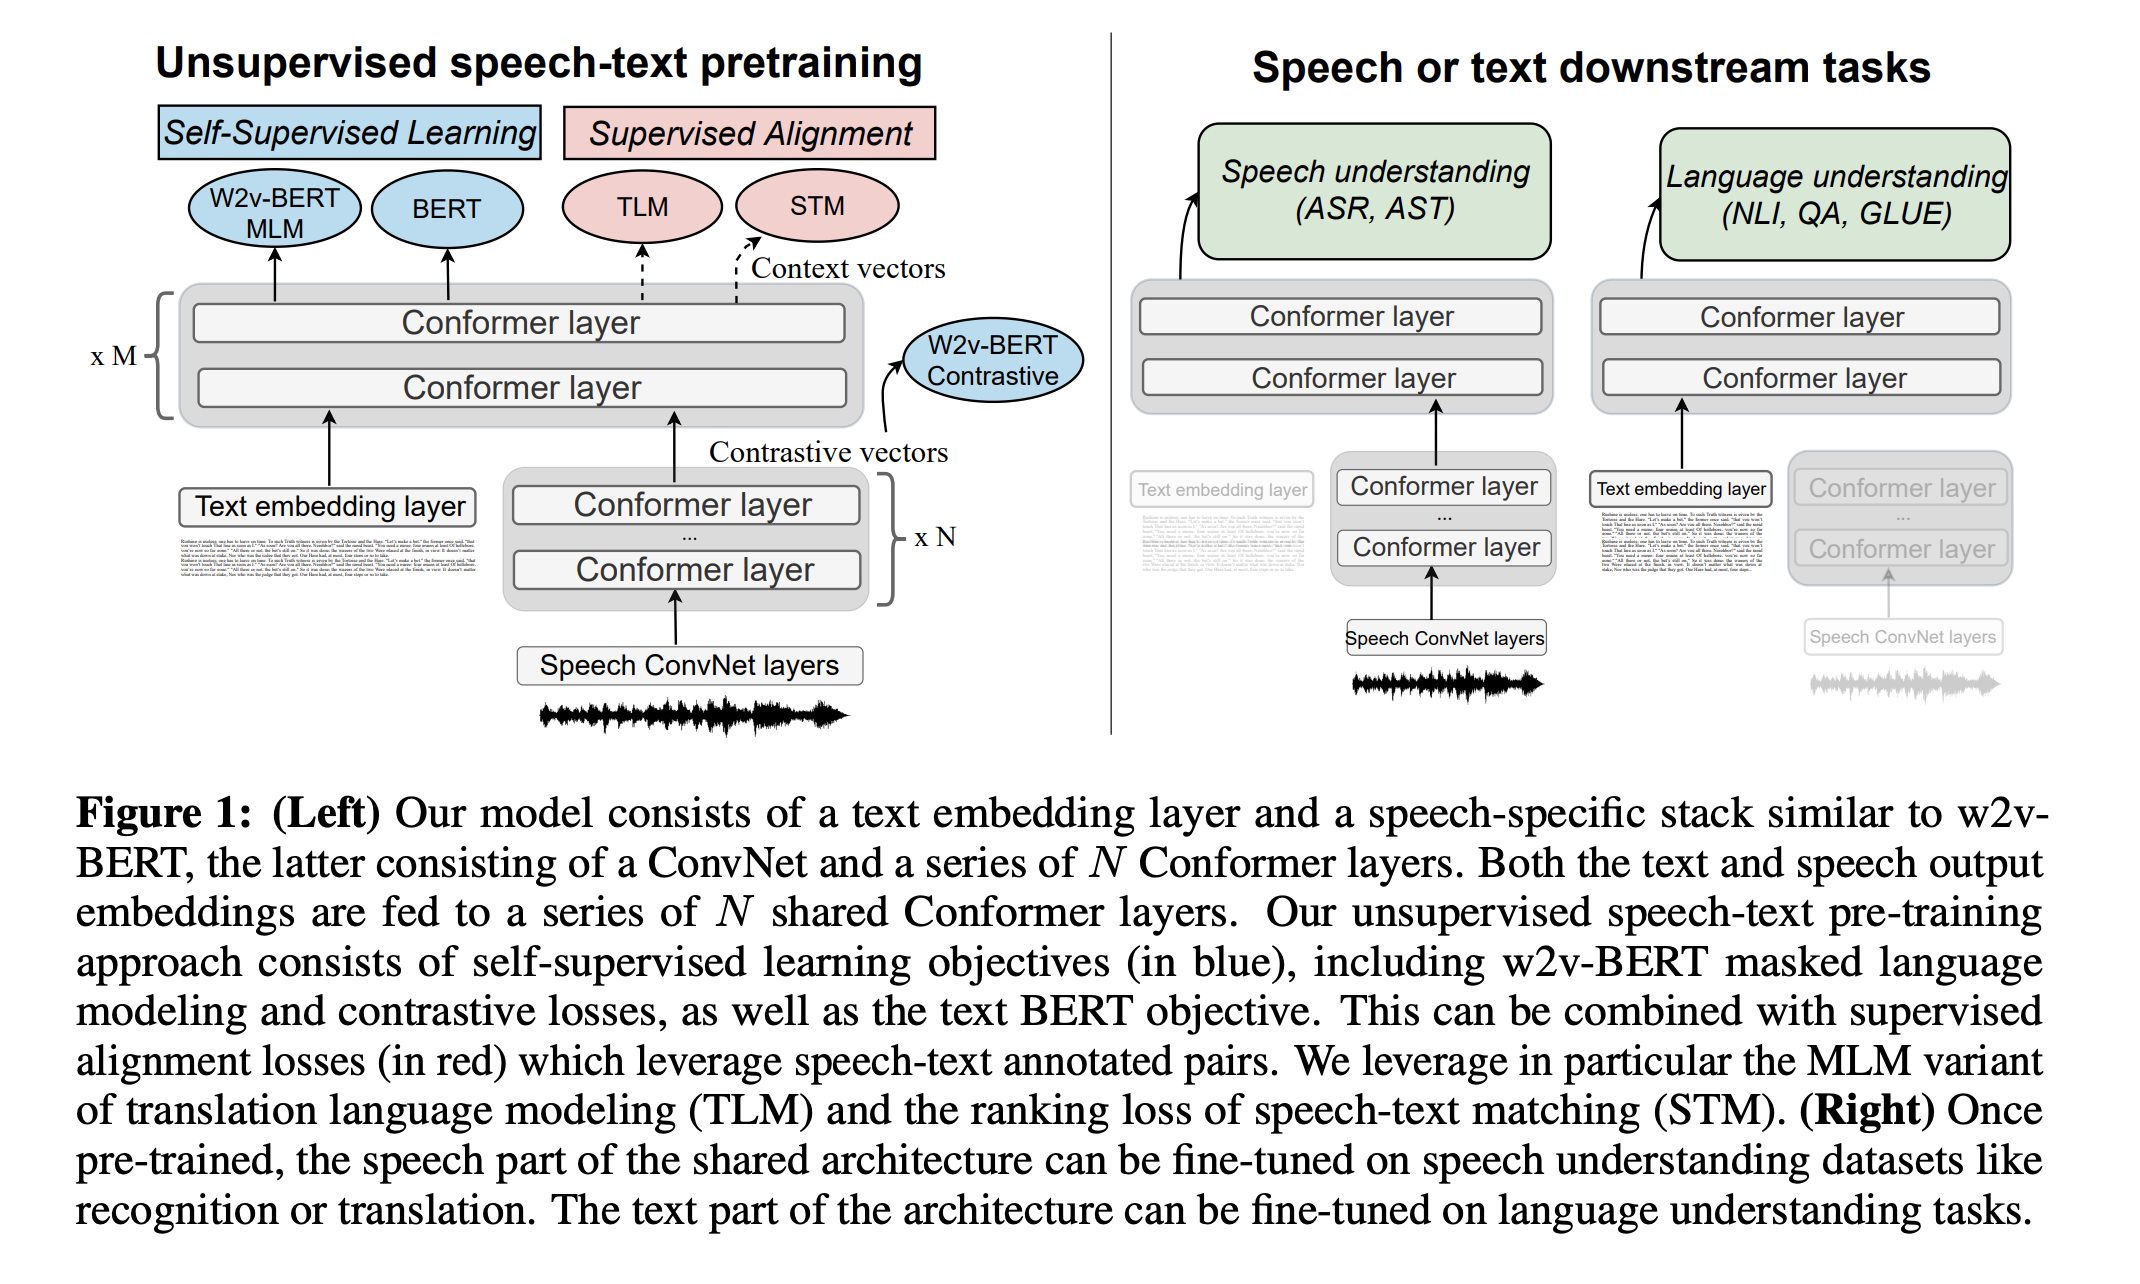 Unsupervised speech-text pretraining
Self-Supervised Learning
Supervised Alignment
W2v-BERT
MLM
BERT
TLM
STM
Context vectors
x M
Conformer layer
Conformer layer
W2v-BERT
Contrastive
Contrastive vectors
Text embedding layer
Conformer layer
...
Conformer layer
x N
Speech ConvNet layers
Speech or text downstream tasks
Speech understanding
(ASR, AST)
Conformer layer
Conformer layer
Text embedding layer
Conformer layer
...
Conformer layer
Speech ConvNet layers
Language understanding
(NLI, QA, GLUE)
Conformer layer
Conformer layer
Text embedding layer
Conformer layer
...
Conformer layer
Speech ConvNet layers
Figure 1: (Left) Our model consists of a text embedding layer and a speech-specific stack similar to w2v-
BERT, the latter consisting of a ConvNet and a series of N Conformer layers. Both the text and speech output
embeddings are fed to a series of N shared Conformer layers. Our unsupervised speech-text pre-training
approach consists of self-supervised learning objectives (in blue), including w2v-BERT masked language
modeling and contrastive losses, as well as the text BERT objective. This can be combined with supervised
alignment losses (in red) which leverage speech-text annotated pairs. We leverage in particular the MLM variant
of translation language modeling (TLM) and the ranking loss of speech-text matching (STM). (Right) Once
pre-trained, the speech part of the shared architecture can be fine-tuned on speech understanding datasets like
recognition or translation. The text part of the architecture can be fine-tuned on language understanding tasks.